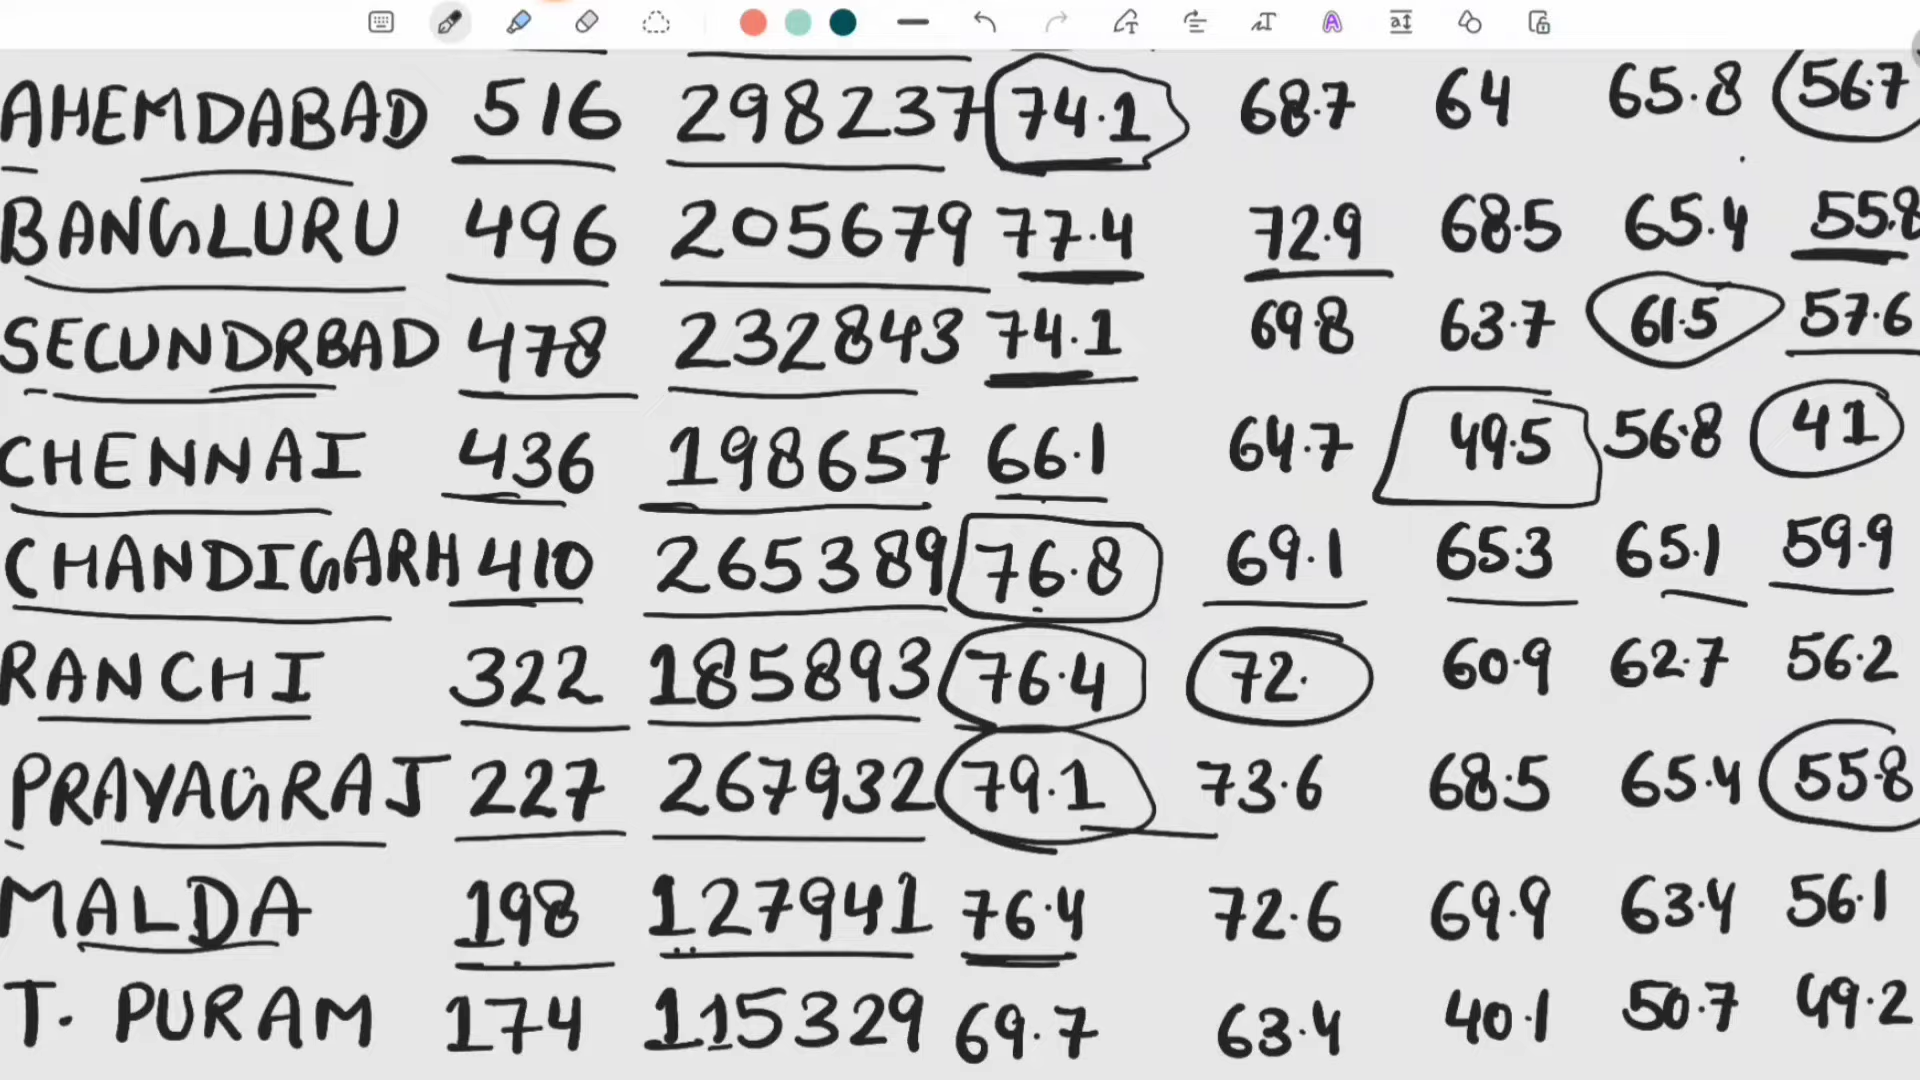 AHEMDABAD 516 298237 74.1 68.7 64 65.8 56.7
BANGLURU 496 205679 77.4 72.9 68.5 65.4 55.8
SECUNDRBAD 478 232843 74.1 69.8 63.7 61.5 57.6
CHENNAI 436 198657 66.1 64.7 49.5 56.8 41
CHANDIGARH 410 265389 76.8 69.1 65.3 65.1 59.9
RANCHI 322 185893 76.4 72. 60.9 62.7 56.2
PRAYAGRAJ 227 267932 79.1 73.6 68.5 65.4 55.8
MALDA 198 127941 76.4 72.6 69.9 63.4 56.1
T. PURAM 174 115329 69.7 63.4 40.1 50.7 49.2